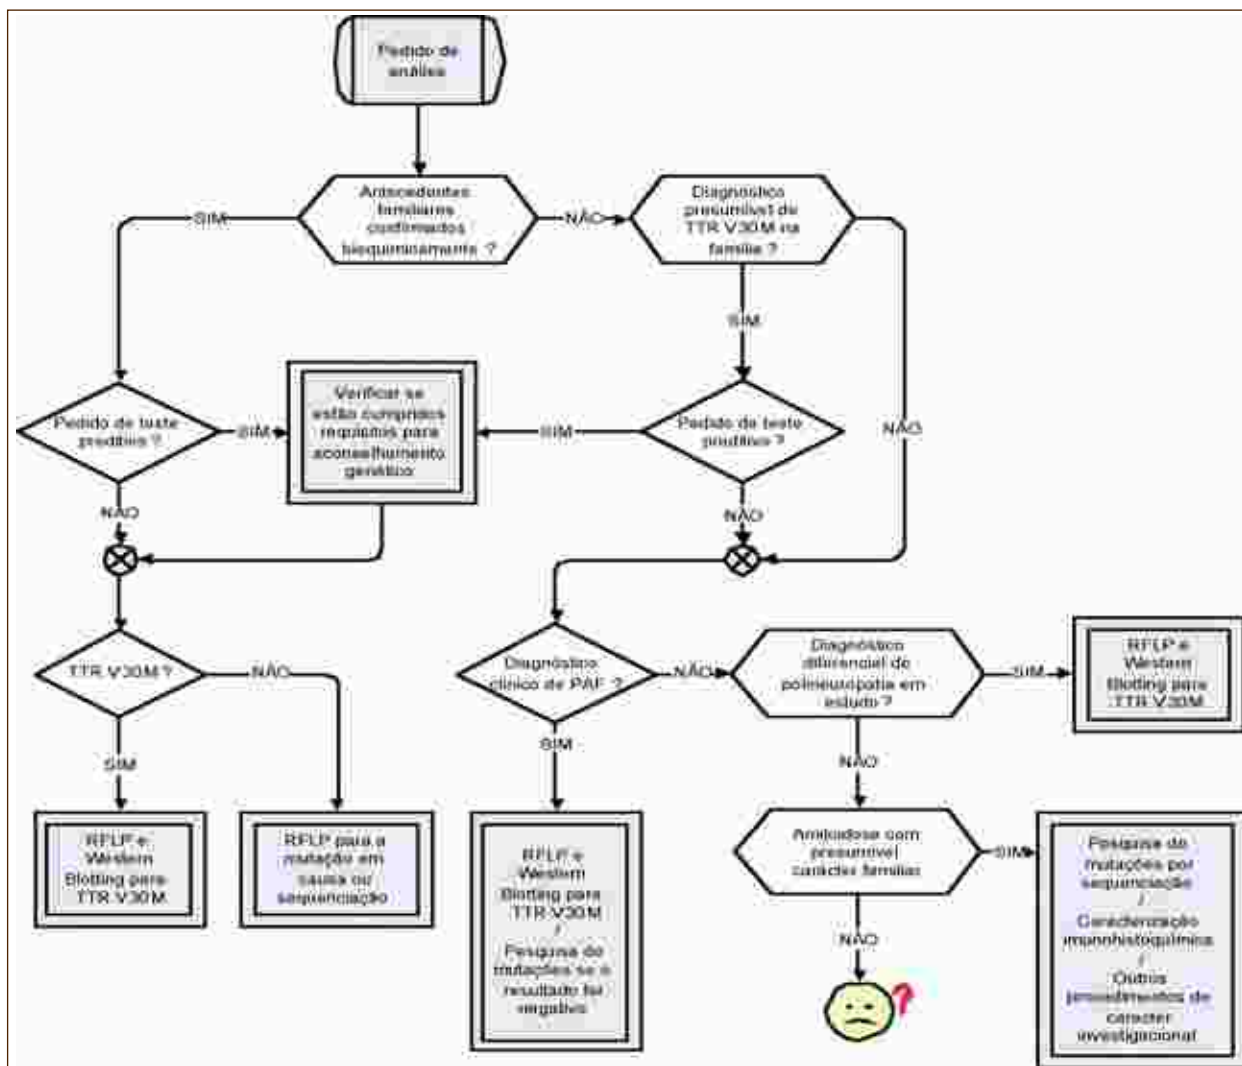 Pedido de
análise
Antecedentes
familiares
confirmados
bioquimicamente ?
Diagnóstico
presumível de
TTR V30M na
família ?
SIM
NÃO
SIM
NÃO
Pedido de teste
preditivo ?
SIM
Verificar se
estão cumpridos
requisitos para
aconselhamento
genético
SIM
Pedido de teste
preditivo ?
NÃO
NÃO
TTR V30M ?
NÃO
SIM
Diagnóstico
clínico de PAF ?
NÃO
SIM
Diagnóstico
diferencial de
polineuropatia em
estudo ?
SIM
NÃO
RFLP e
Western
Blotting para
TTR V30M
RFLP e
Western
Blotting para
TTR V30M
RFLP para a
mutação em
causa ou
sequenciação
RFLP e
Western
Blotting para
TTR V30M
/
Pesquisa de
mutações se o
resultado for
negativo
Amiloidose com
presumível
carácter familiar
SIM
NÃO
?
Pesquisa de
mutações por
sequenciação
/
Caracterização
imunohistoquímica
/
Outros
procedimentos de
caracter
investigacional